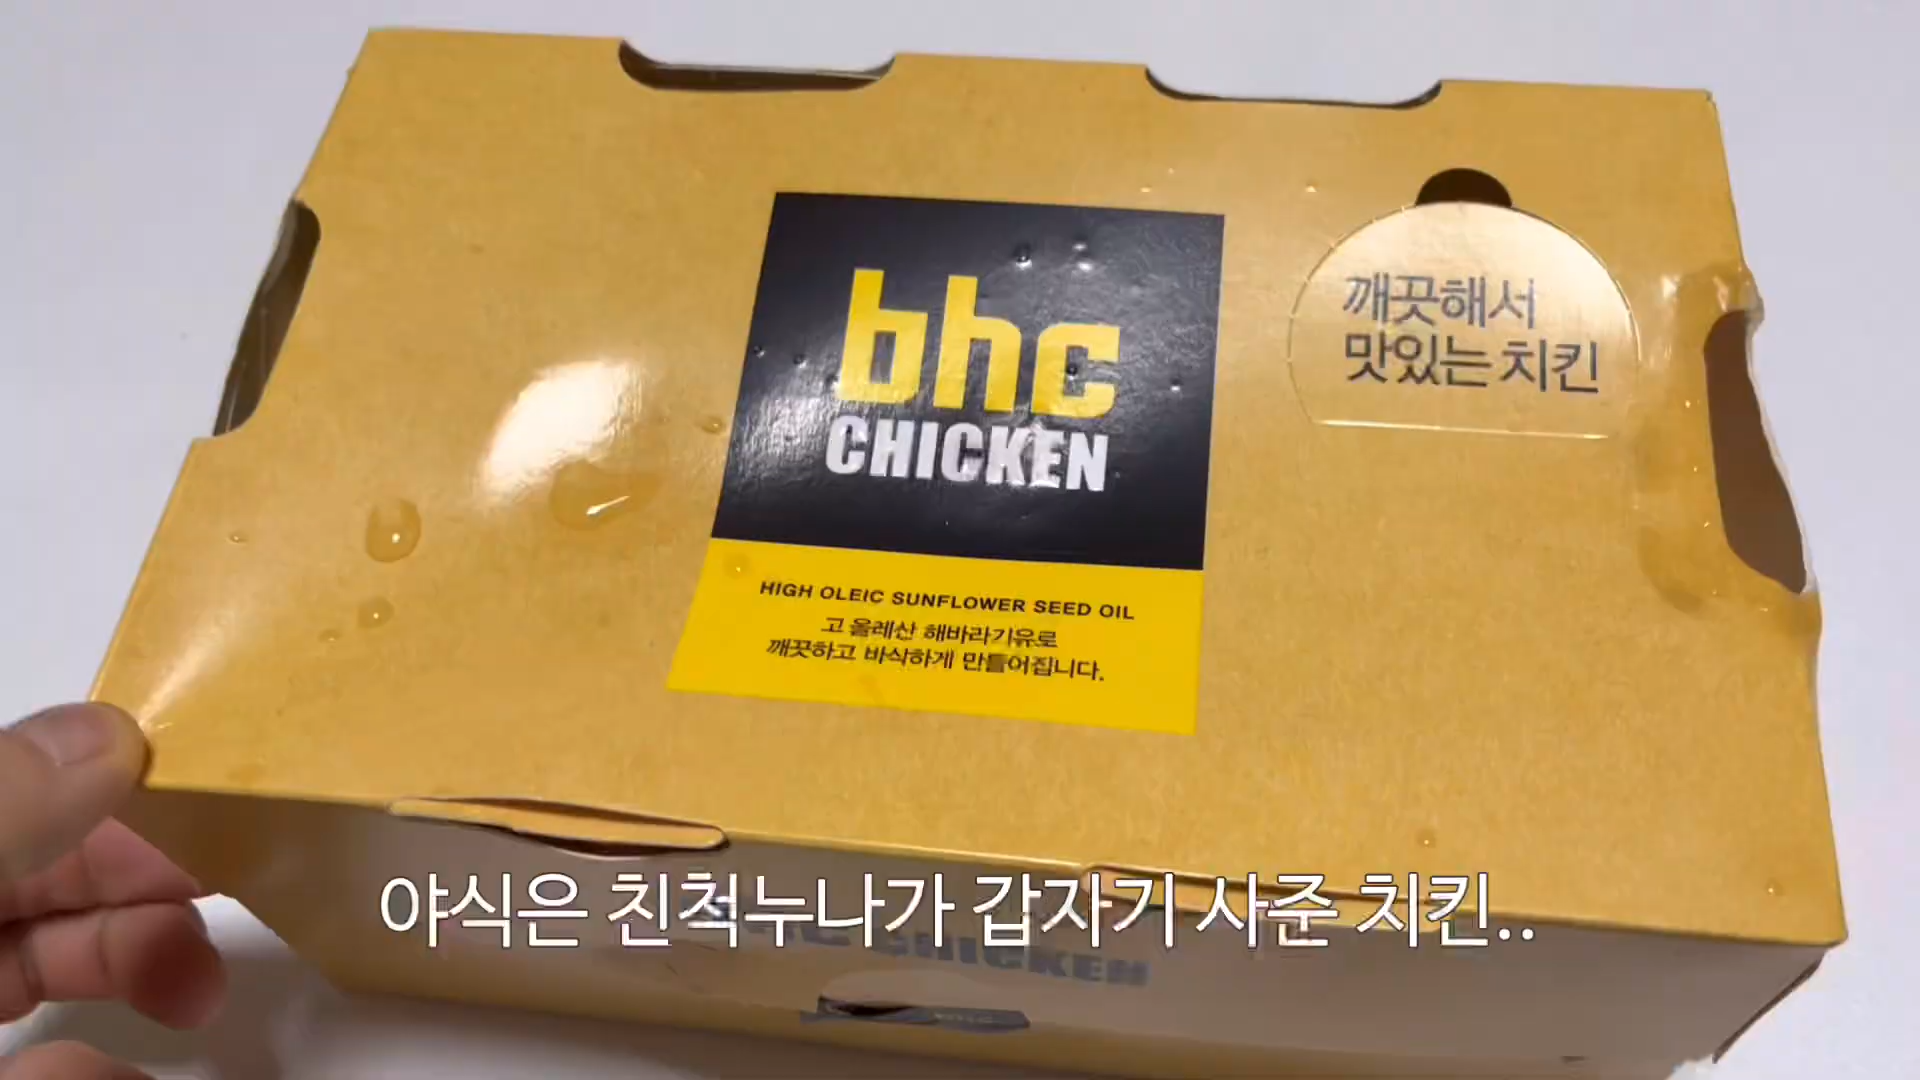 bhc
CHICKEN
깨끗해서
맛있는 치킨
HIGH OLEIC SUNFLOWER SEED OIL
고 올레산 해바라기유로
깨끗하고 바삭하게 만들어집니다.
야식은 친척누나가 갑자기 사준 치킨..
CHICKEN